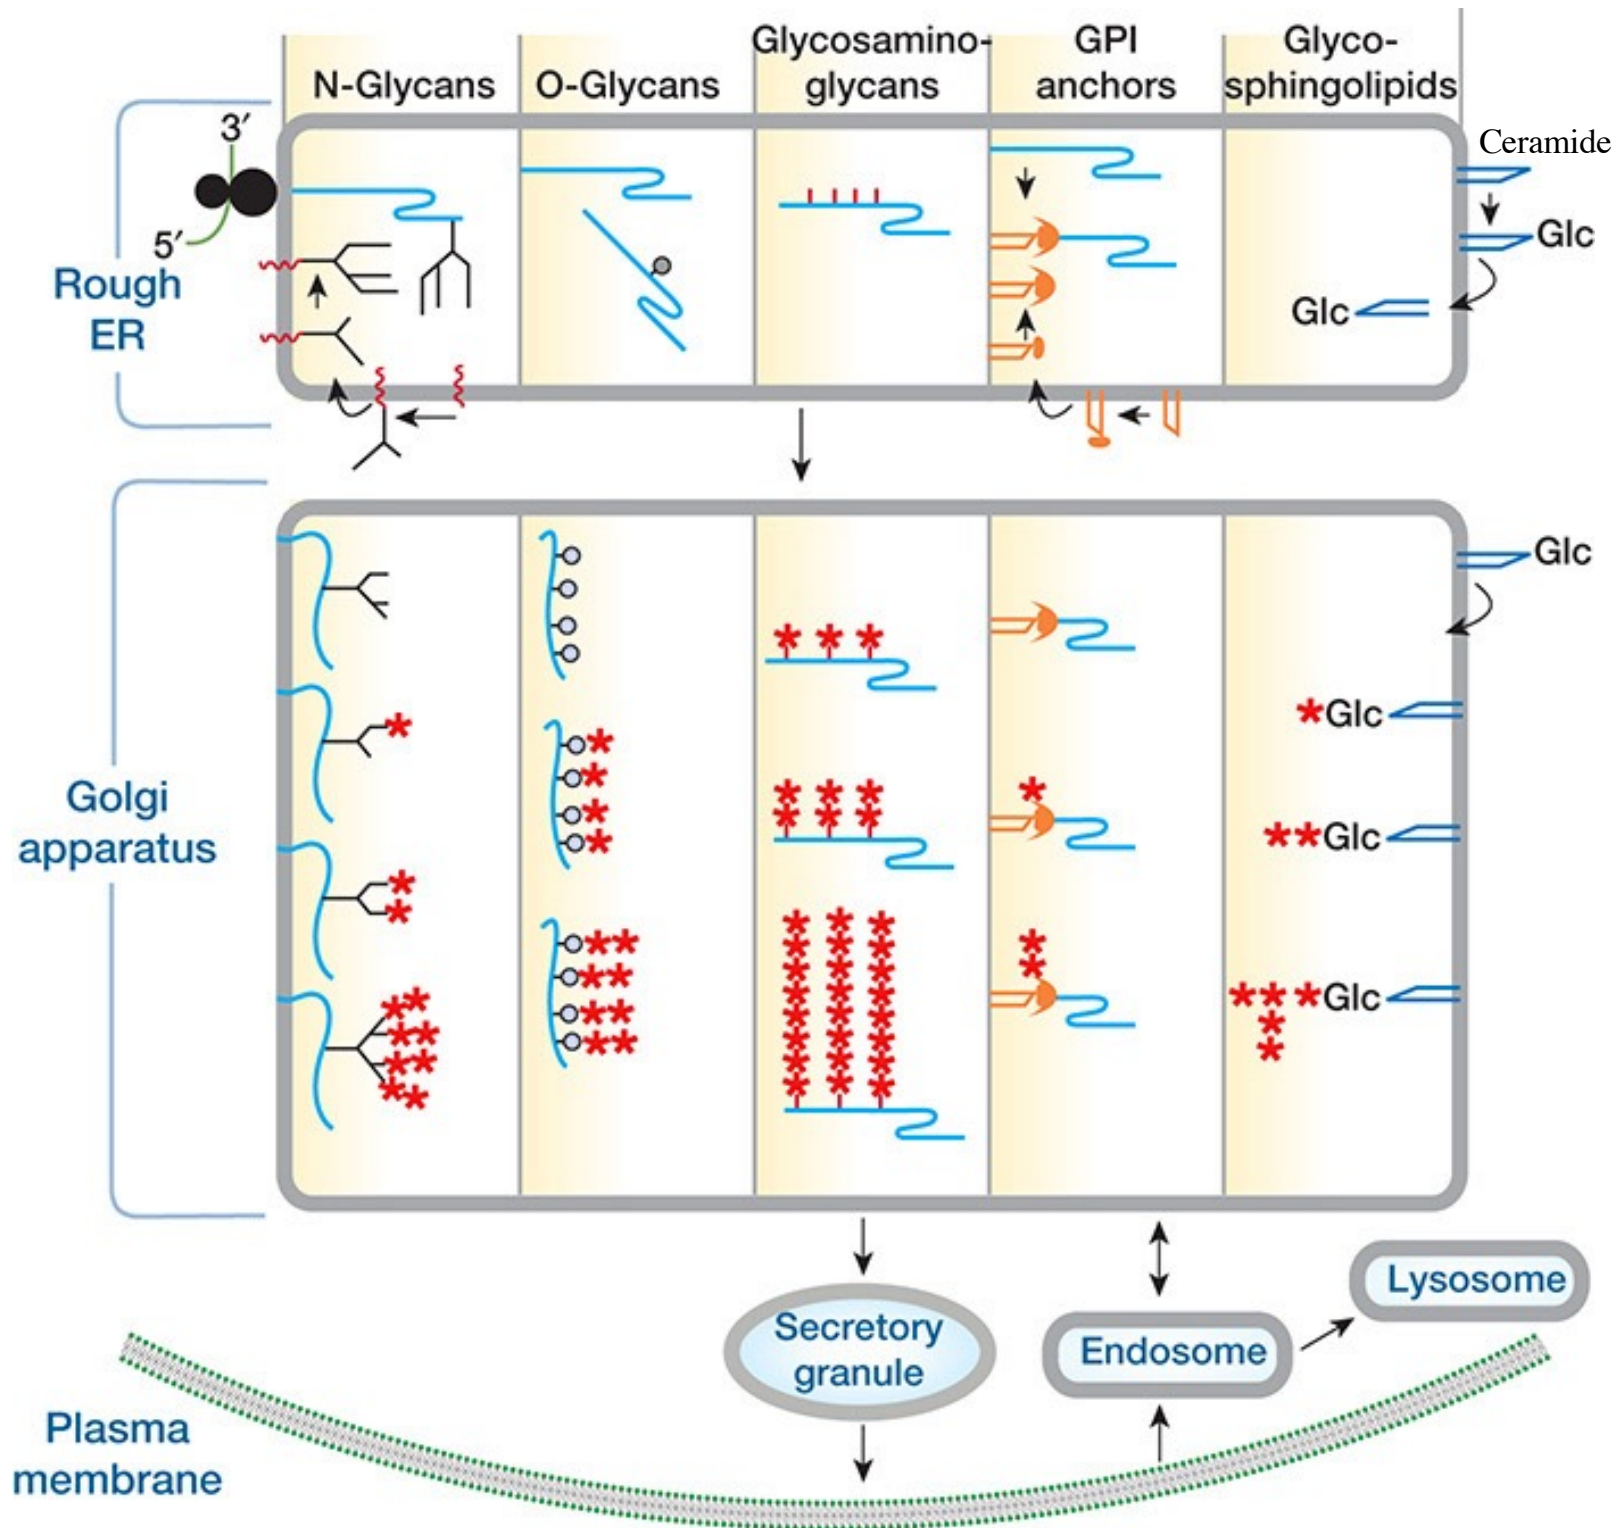 N-Glycans
O-Glycans
Glycosamino-
glycans
GPI
anchors
Glyco-
sphingolipids
3′
5′
Rough
ER
Ceramide
Glc
Glc
Golgi
apparatus
Glc
*Glc
**Glc
***Glc
Secretory
granule
Endosome
Lysosome
Plasma
membrane